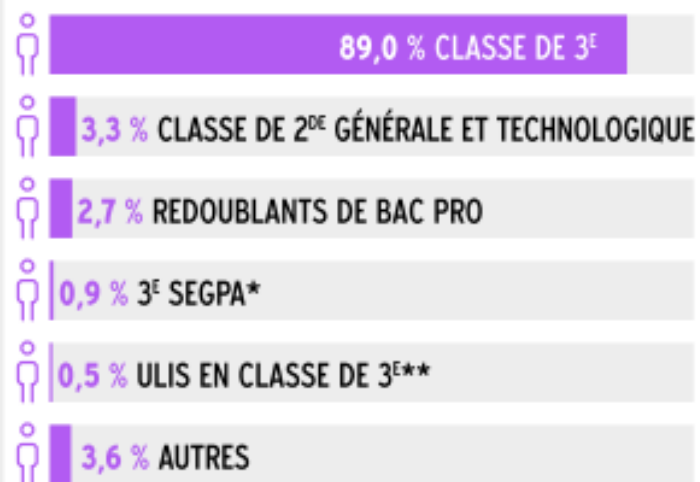 89,0 % CLASSE DE 3ᴱ
3,3 % CLASSE DE 2ᴰᴱ GÉNÉRALE ET TECHNOLOGIQUE
2,7 % REDOUBLANTS DE BAC PRO
0,9 % 3ᴱ SEGPA*
0,5 % ULIS EN CLASSE DE 3ᴱ**
3,6 % AUTRES